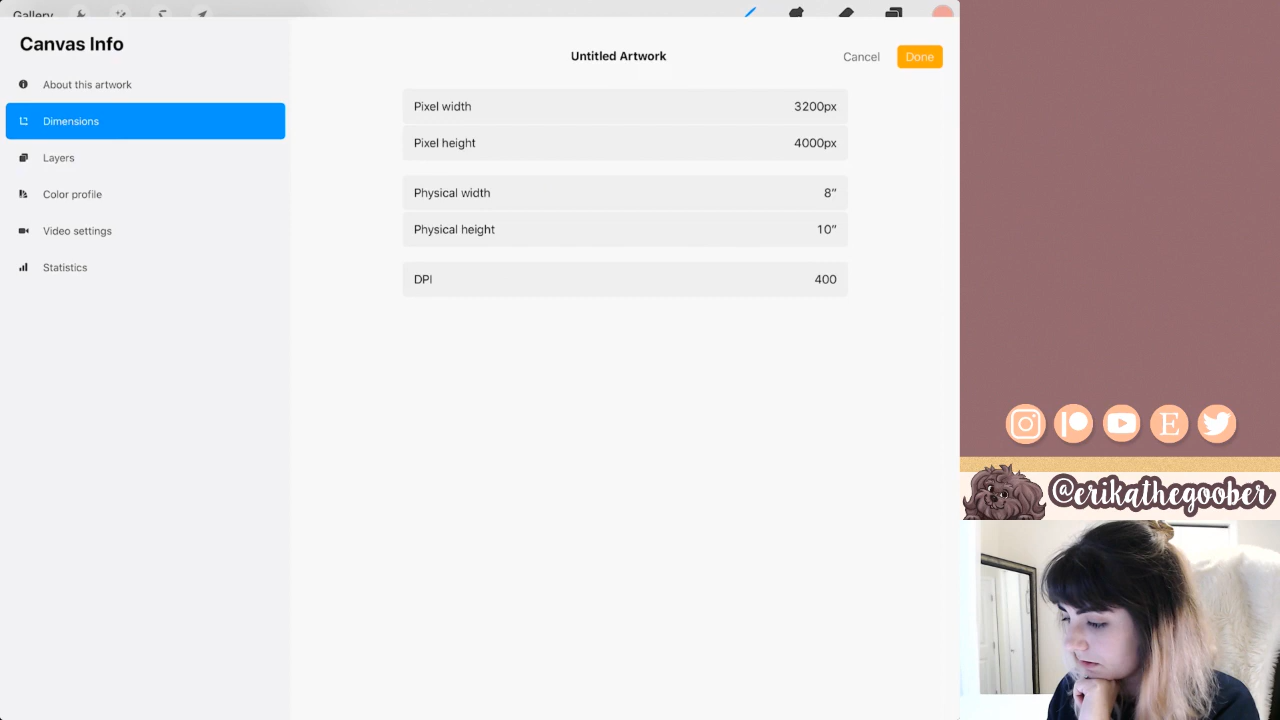 Gallery
Canvas Info
Untitled Artwork
Cancel
Done
About this artwork
Dimensions
Layers
Color profile
Video settings
Statistics
Pixel width 3200px
Pixel height 4000px
Physical width 8”
Physical height 10”
DPI 400
E
@erikathegoober